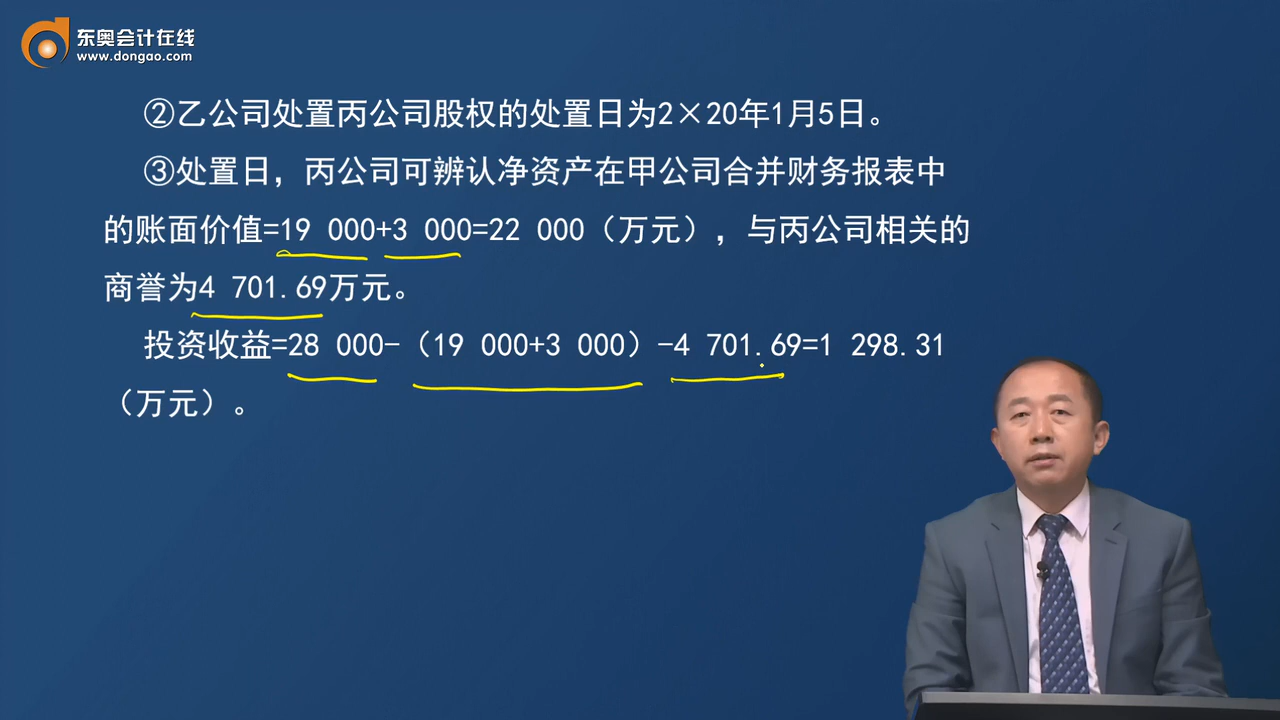 东奥会计在线
www.dongao.com
②乙公司处置丙公司股权的处置日为2×20年1月5日。
③处置日，丙公司可辨认净资产在甲公司合并财务报表中
的账面价值=19 000+3 000=22 000（万元），与丙公司相关的
商誉为4 701.69万元。
投资收益=28 000-（19 000+3 000）-4 701.69=1 298.31
（万元）。